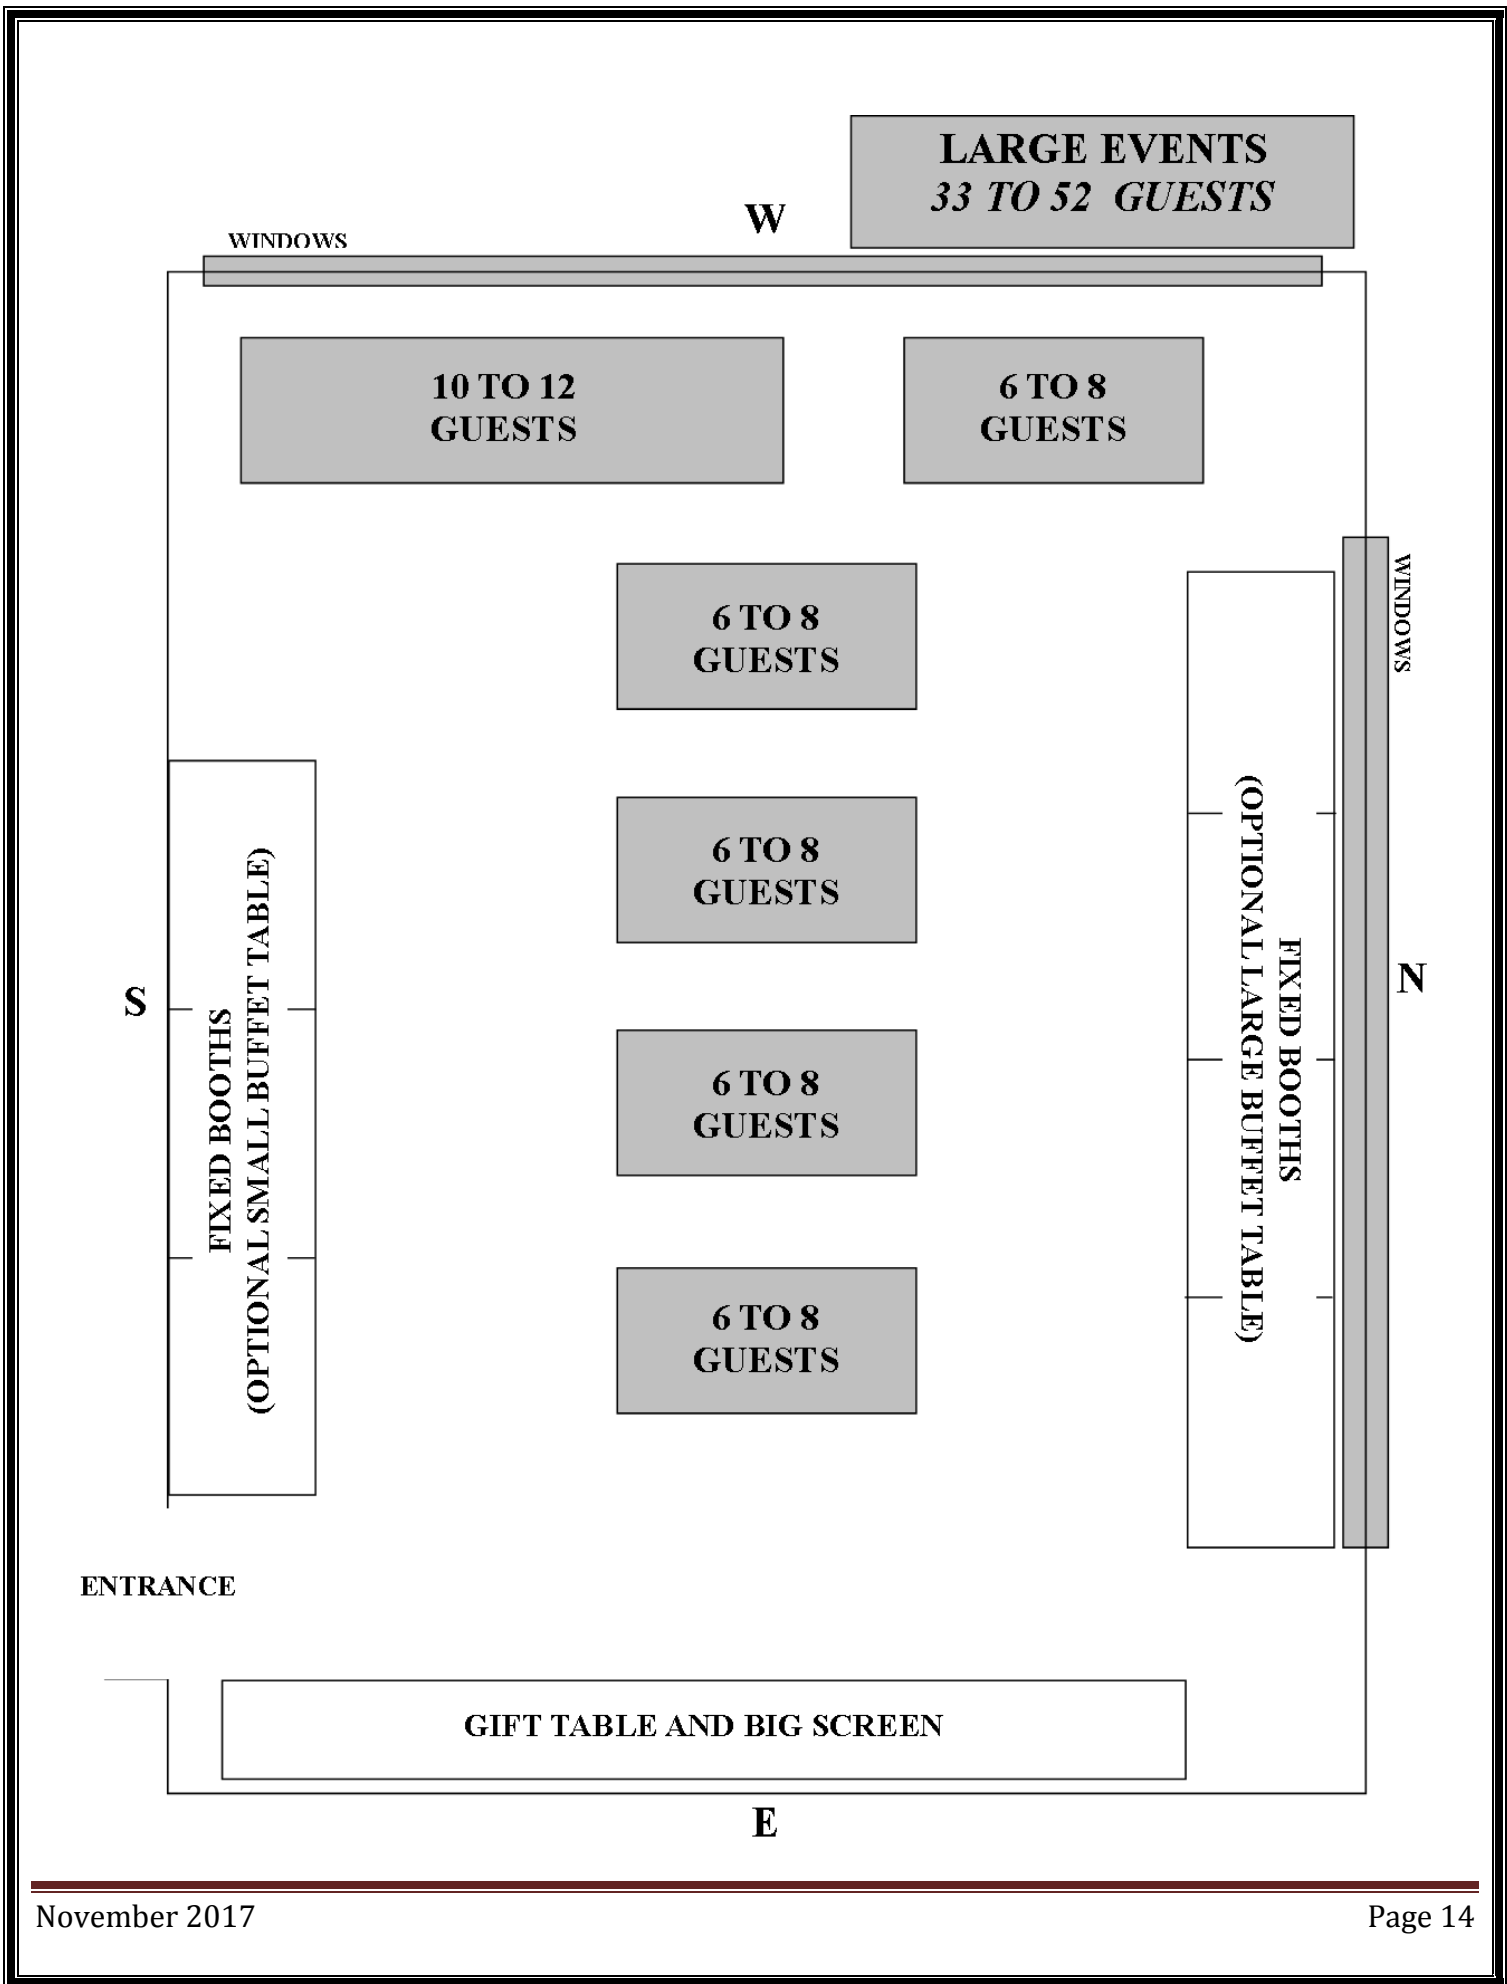 LARGE EVENTS
33 TO 52 GUESTS
W
WINDOWS
10 TO 12
GUESTS
6 TO 8
GUESTS
WINDOWS
6 TO 8
GUESTS
6 TO 8
GUESTS
S
FIXED BOOTHS
(OPTIONAL SMALL BUFFET TABLE)
FIXED BOOTHS
(OPTIONAL LARGE BUFFET TABLE)
N
6 TO 8
GUESTS
6 TO 8
GUESTS
ENTRANCE
GIFT TABLE AND BIG SCREEN
E
November 2017
Page 14